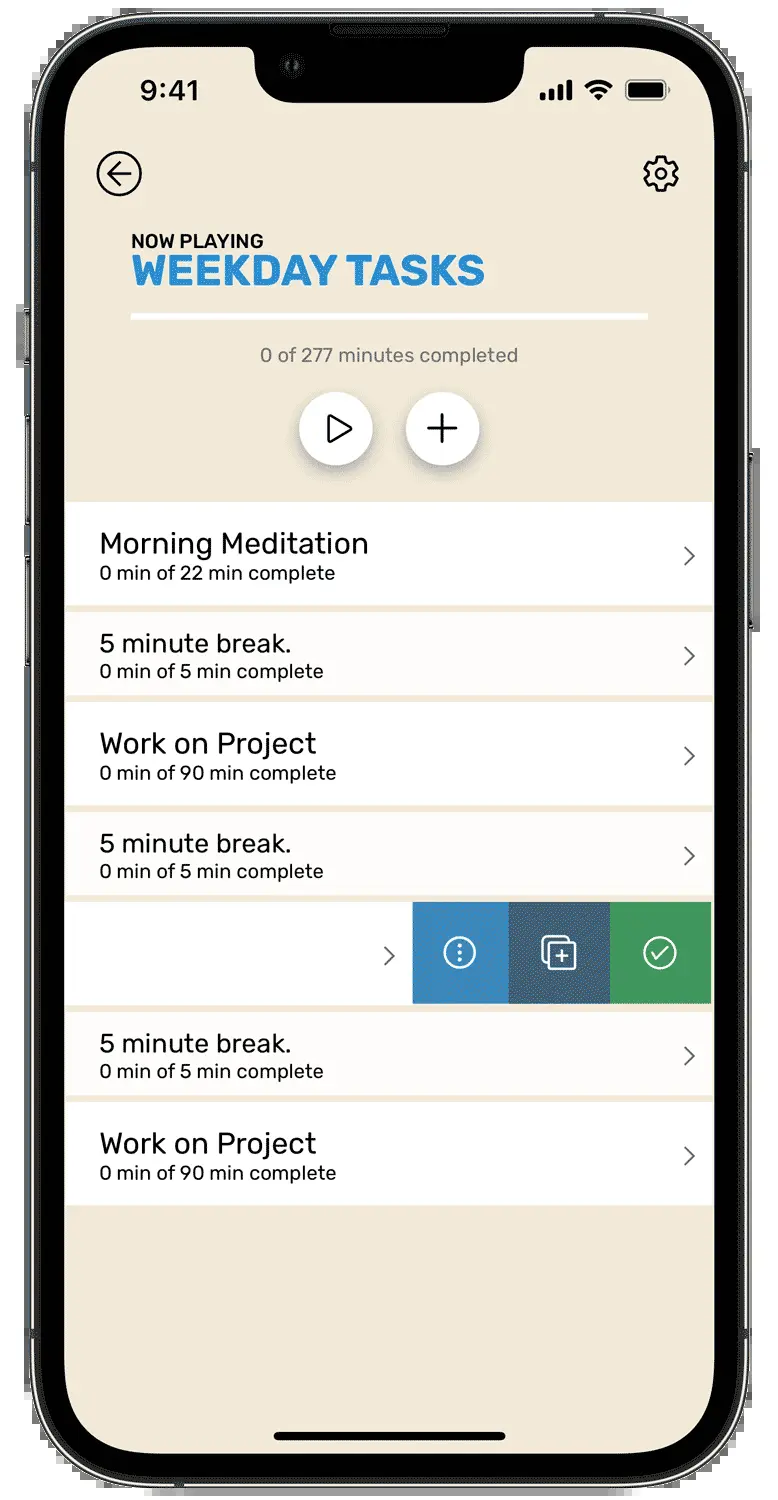 9:41
NOW PLAYING
WEEKDAY TASKS
0 of 277 minutes completed
Morning Meditation
0 min of 22 min complete
5 minute break.
0 min of 5 min complete
Work on Project
0 min of 90 min complete
5 minute break.
0 min of 5 min complete
5 minute break.
0 min of 5 min complete
Work on Project
0 min of 90 min complete